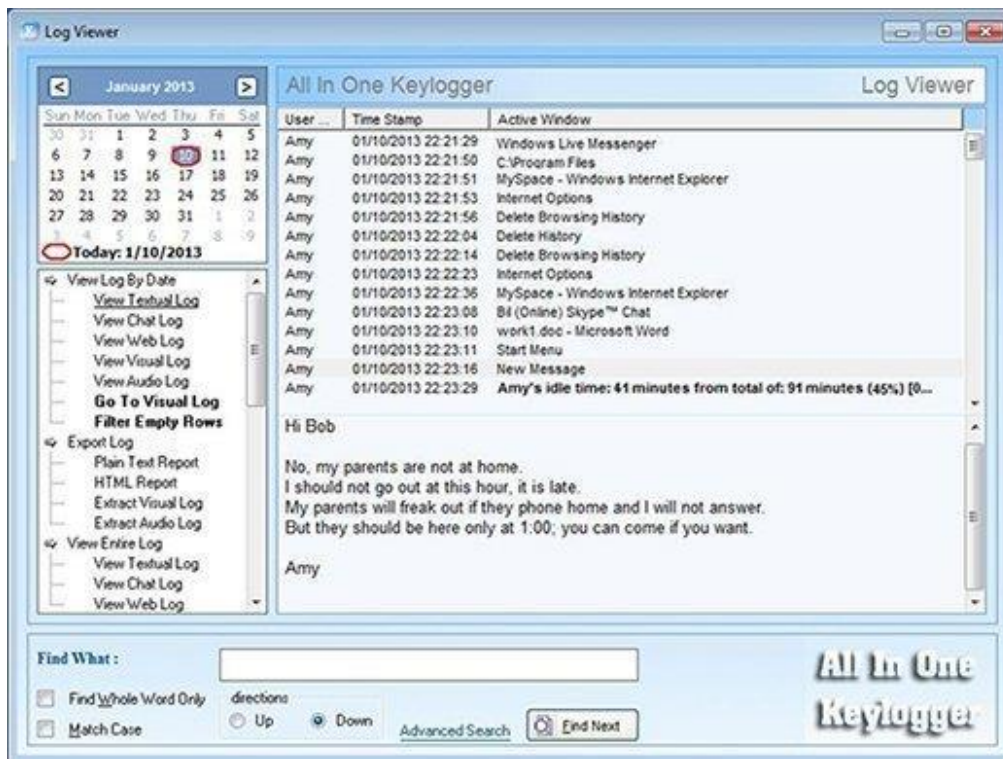 Log Viewer
January 2013
Sun Mon Tue Wed Thu Fri Sat
30 31 1 2 3 4 5
6 7 8 9 10 11 12
13 14 15 16 17 18 19
20 21 22 23 24 25 26
27 28 29 30 31 1 2
3 4 5 6 7 8 9
Today: 1/10/2013
View Log By Date
View Textual Log
View Chat Log
View Web Log
View Visual Log
View Audio Log
Go To Visual Log
Filter Empty Rows
Export Log
Plain Text Report
HTML Report
Extract Visual Log
Extract Audio Log
View Entire Log
View Textual Log
View Chat Log
View Web Log
All In One Keylogger Log Viewer
User ... Time Stamp Active Window
Amy 01/10/2013 22:21:29 Windows Live Messenger
Amy 01/10/2013 22:21:50 C:\Program Files
Amy 01/10/2013 22:21:51 MySpace - Windows Internet Explorer
Amy 01/10/2013 22:21:53 Internet Options
Amy 01/10/2013 22:21:56 Delete Browsing History
Amy 01/10/2013 22:22:04 Delete History
Amy 01/10/2013 22:22:14 Delete Browsing History
Amy 01/10/2013 22:22:23 Internet Options
Amy 01/10/2013 22:22:36 MySpace - Windows Internet Explorer
Amy 01/10/2013 22:23:08 Bil (Online) Skype™ Chat
Amy 01/10/2013 22:23:10 work1.doc - Microsoft Word
Amy 01/10/2013 22:23:11 Start Menu
Amy 01/10/2013 22:23:16 New Message
Amy 01/10/2013 22:23:29 Amy's idle time: 41 minutes from total of: 91 minutes (45%) [0...
Hi Bob
No, my parents are not at home.
I should not go out at this hour, it is late.
My parents will freak out if they phone home and I will not answer.
But they should be here only at 1:00; you can come if you want.
Amy
Find What :
Find Whole Word Only
Match Case
directions
Up Down
Advanced Search
Find Next
All In One
Keylogger